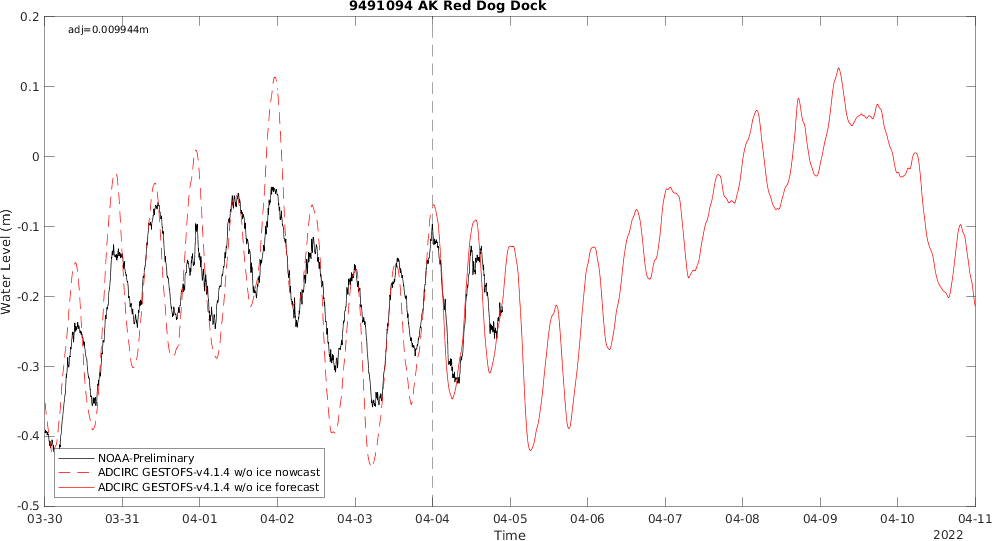 9491094 AK Red Dog Dock
adj=0.009944m
0.2
0.1
0
-0.1
-0.2
-0.3
-0.4
-0.5
Water Level (m)
NOAA-Preliminary
ADCIRC GESTOFS-v4.1.4 w/o ice nowcast
ADCIRC GESTOFS-v4.1.4 w/o ice forecast
03-30 03-31 04-01 04-02 04-03 04-04 04-05 04-06 04-07 04-08 04-09 04-10 04-11
Time
2022